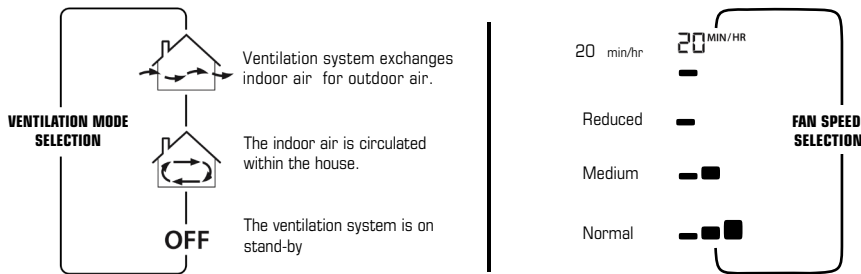 VENTILATION MODE
SELECTION
Ventilation system exchanges
indoor air for outdoor air.
The indoor air is circulated
within the house.
OFF
The ventilation system is on
stand-by
20 min/hr
20 MIN/HR
Reduced
Medium
Normal
FAN SPEED
SELECTION